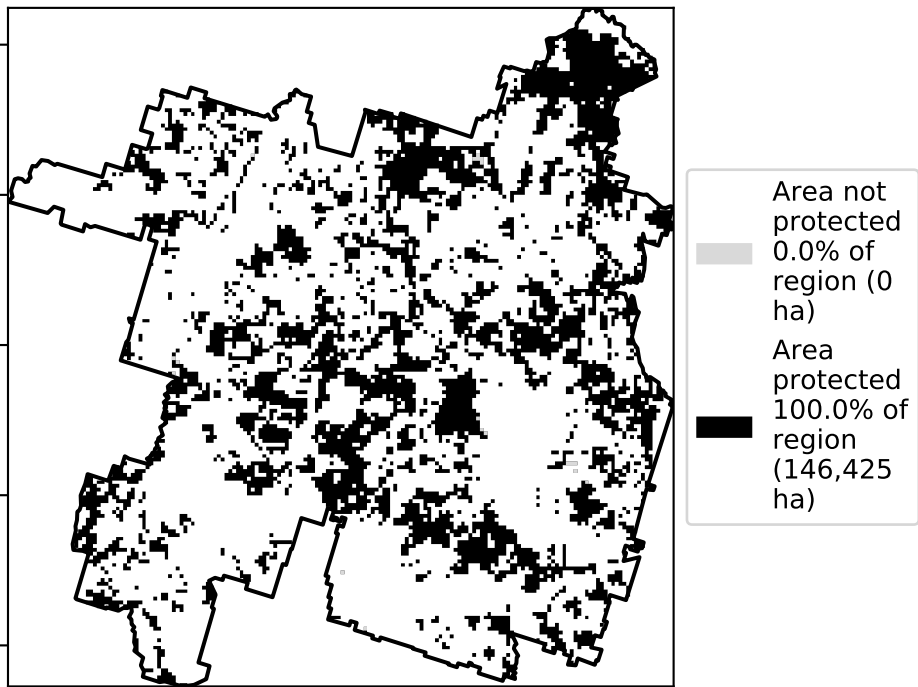 Area not
protected
0.0% of
region (0
ha)
Area
protected
100.0% of
region
(146,425
ha)